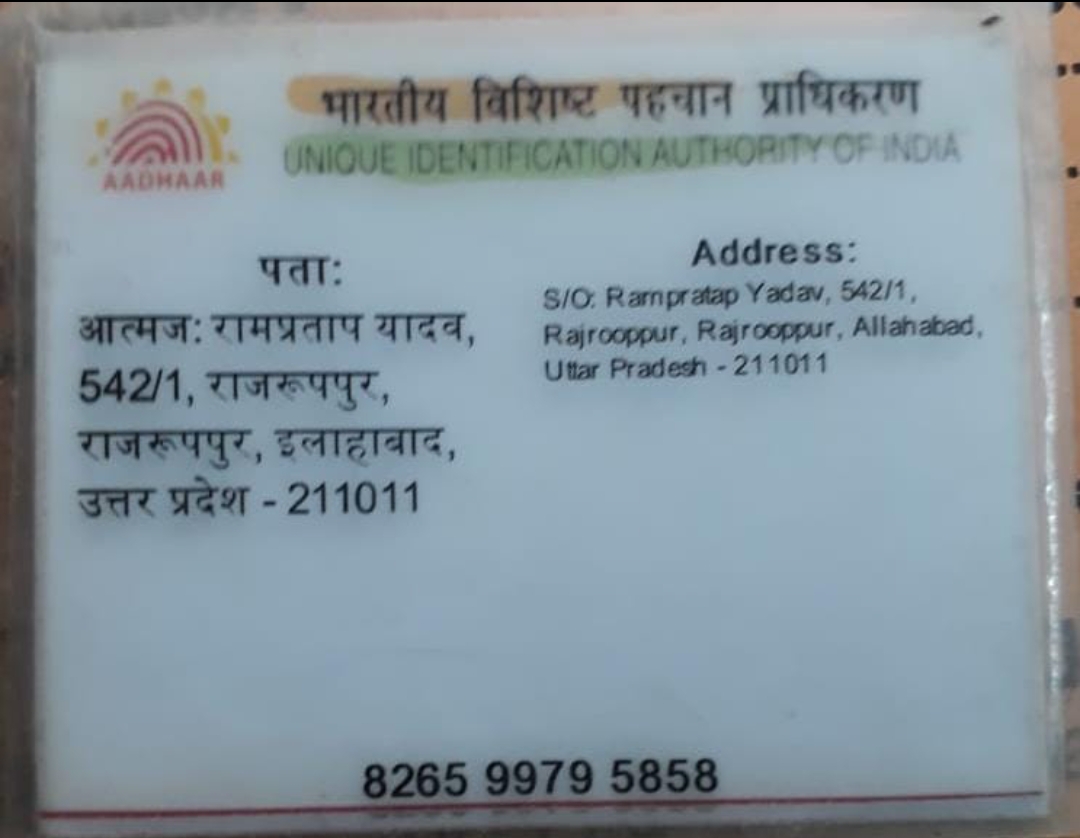 भारतीय विशिष्ट पहचान प्राधिकरण
UNIQUE IDENTIFICATION AUTHORITY OF INDIA
AADHAAR
पता:
आत्मज: रामप्रताप यादव,
542/1, राजरूपपुर,
राजरूपपुर, इलाहाबाद,
उत्तर प्रदेश - 211011
Address:
S/O: Rampratap Yadav, 542/1,
Rajrooppur, Rajrooppur, Allahabad,
Uttar Pradesh - 211011
8265 9979 5858